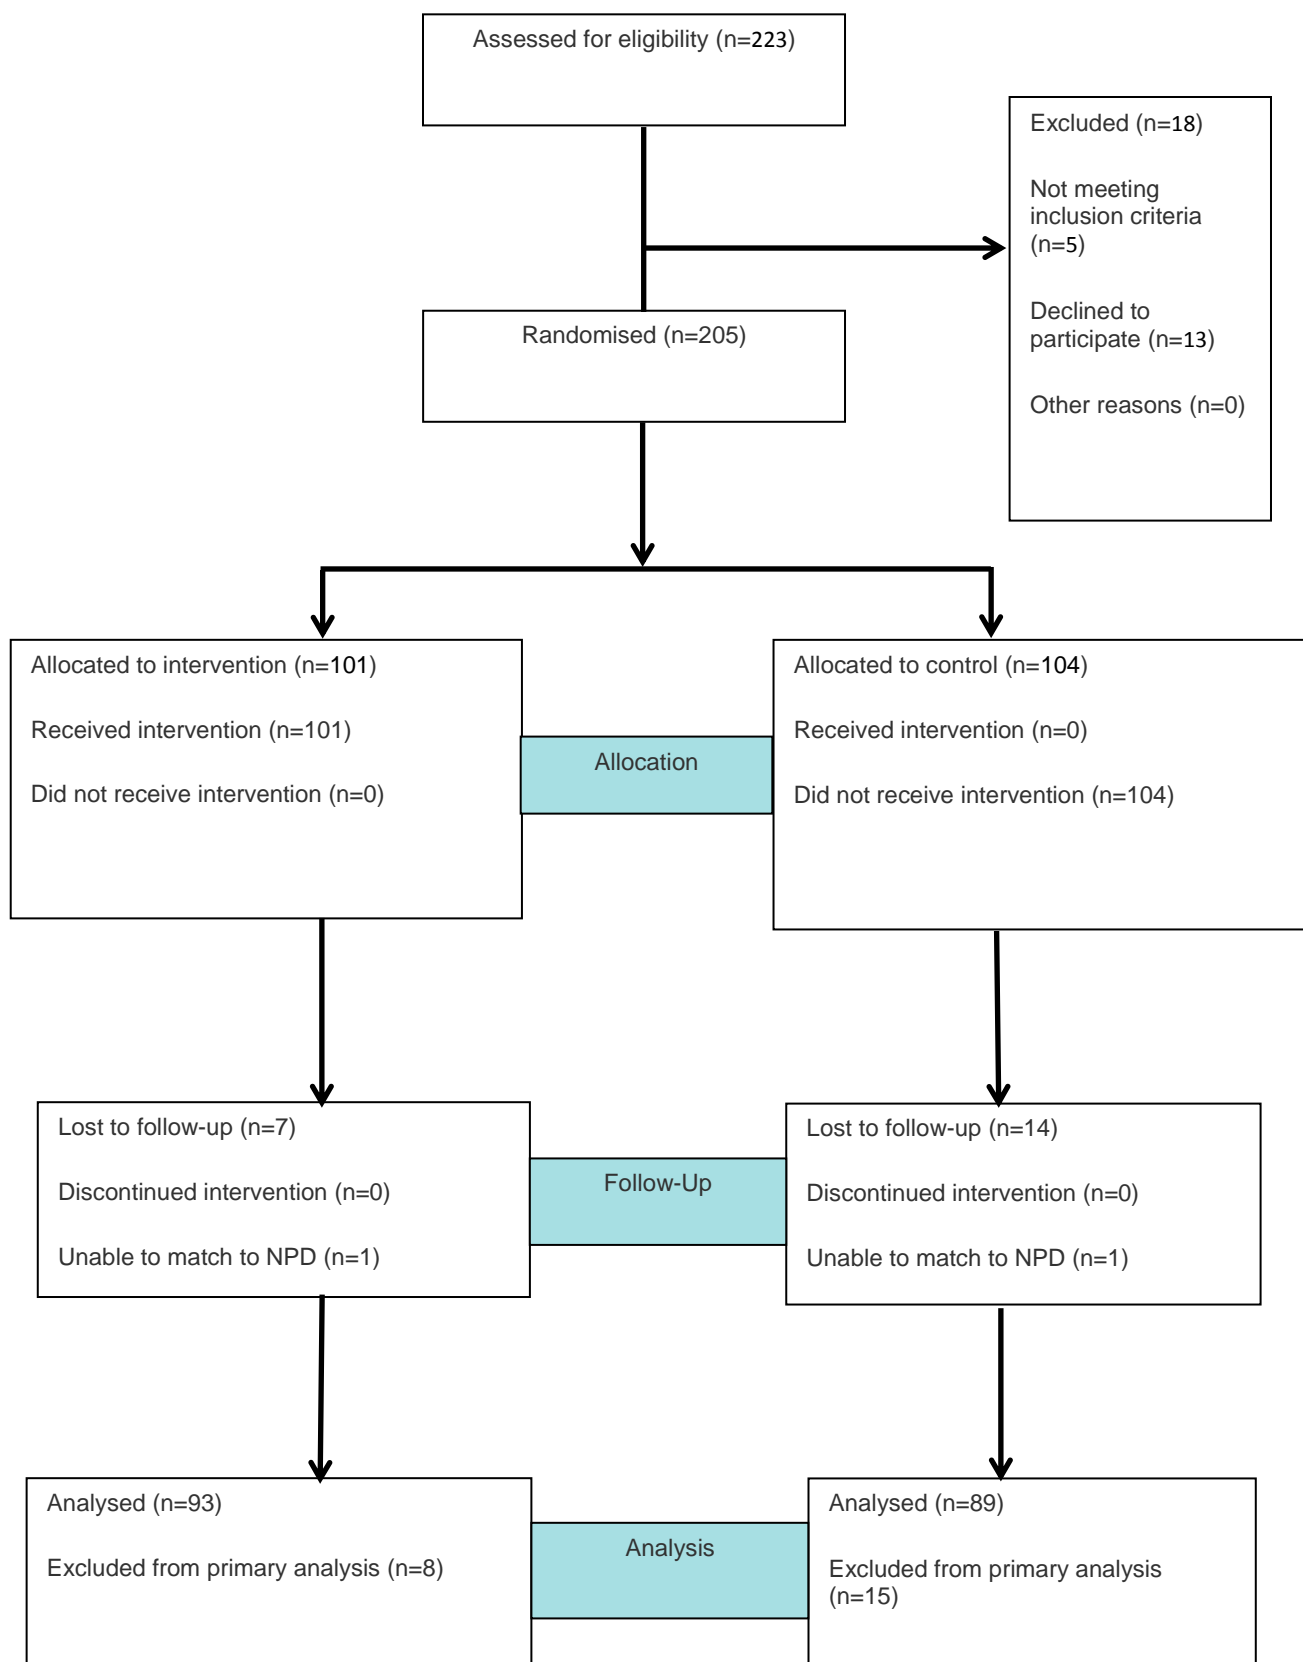 Assessed for eligibility (n=223)
Excluded (n=18)
Not meeting
inclusion criteria
(n=5)
Declined to
participate (n=13)
Other reasons (n=0)
Randomised (n=205)
Allocated to intervention (n=101)
Received intervention (n=101)
Did not receive intervention (n=0)
Allocation
Allocated to control (n=104)
Received intervention (n=0)
Did not receive intervention (n=104)
Lost to follow-up (n=7)
Discontinued intervention (n=0)
Unable to match to NPD (n=1)
Follow-Up
Lost to follow-up (n=14)
Discontinued intervention (n=0)
Unable to match to NPD (n=1)
Analysed (n=93)
Excluded from primary analysis (n=8)
Analysis
Analysed (n=89)
Excluded from primary analysis
(n=15)